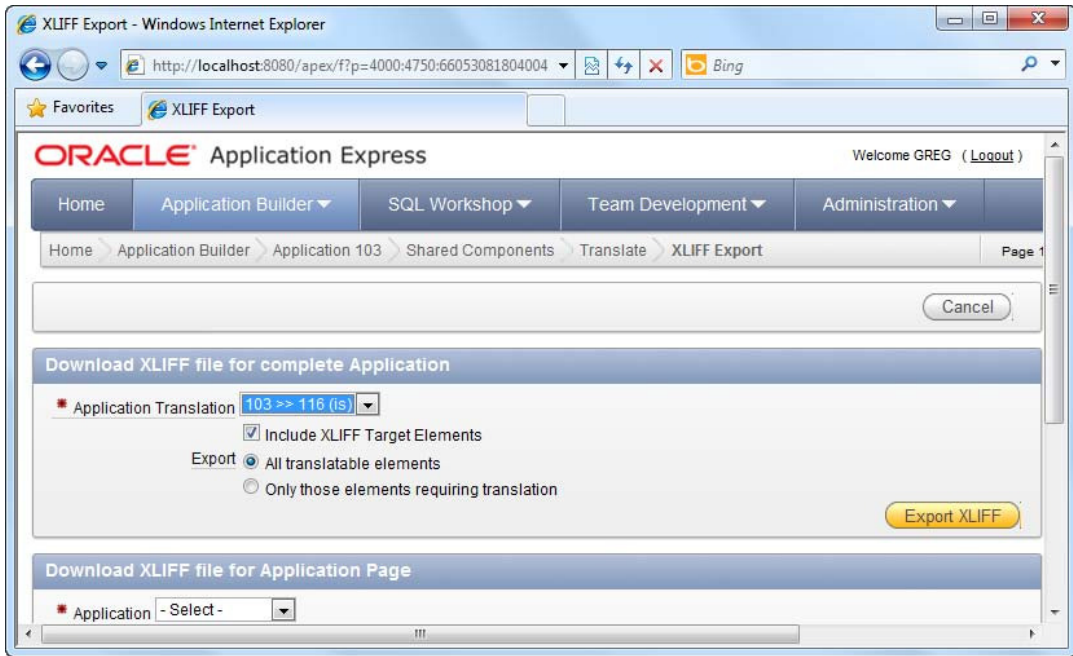 XLIFF Export - Windows Internet Explorer
http://localhost:8080/apex/f?p=4000:4750:66053081804004
Bing
Favorites
XLIFF Export
ORACLE Application Express
Welcome GREG ( Logout )
Home Application Builder SQL Workshop Team Development Administration
Home Application Builder Application 103 Shared Components Translate XLIFF Export Page 1
Cancel
Download XLIFF file for complete Application
Application Translation 103 >> 116 (is)
Include XLIFF Target Elements
Export All translatable elements
Only those elements requiring translation
Export XLIFF
Download XLIFF file for Application Page
Application - Select -